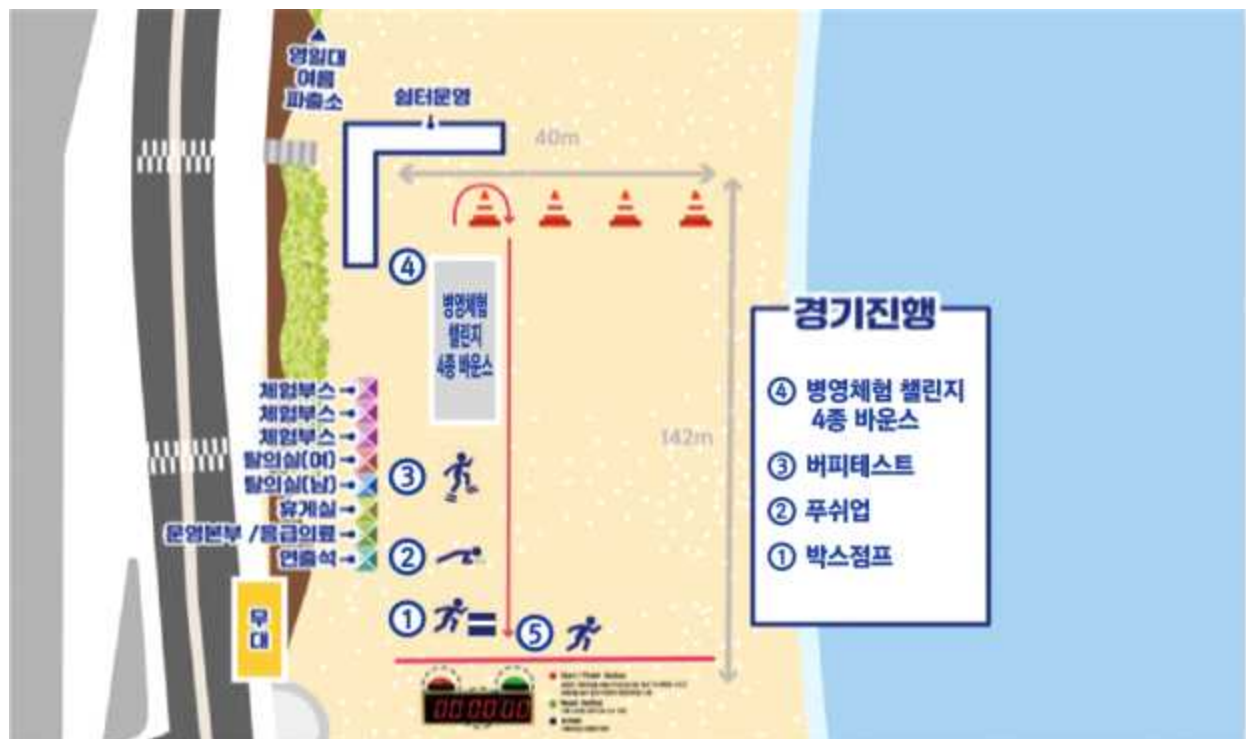 영일대
여름
파출소
쉼터운영
40m
④
병영체험
챌린지
4종 바운스
경기진행
④ 병영체험 챌린지
4종 바운스
③ 버피테스트
② 푸쉬업
① 박스점프
142m
체험부스
체험부스
체험부스
탈의실(여)
탈의실(남)
휴게실
운영본부 /응급의료
연출석
③
②
①
⑤
무대
00 00 00